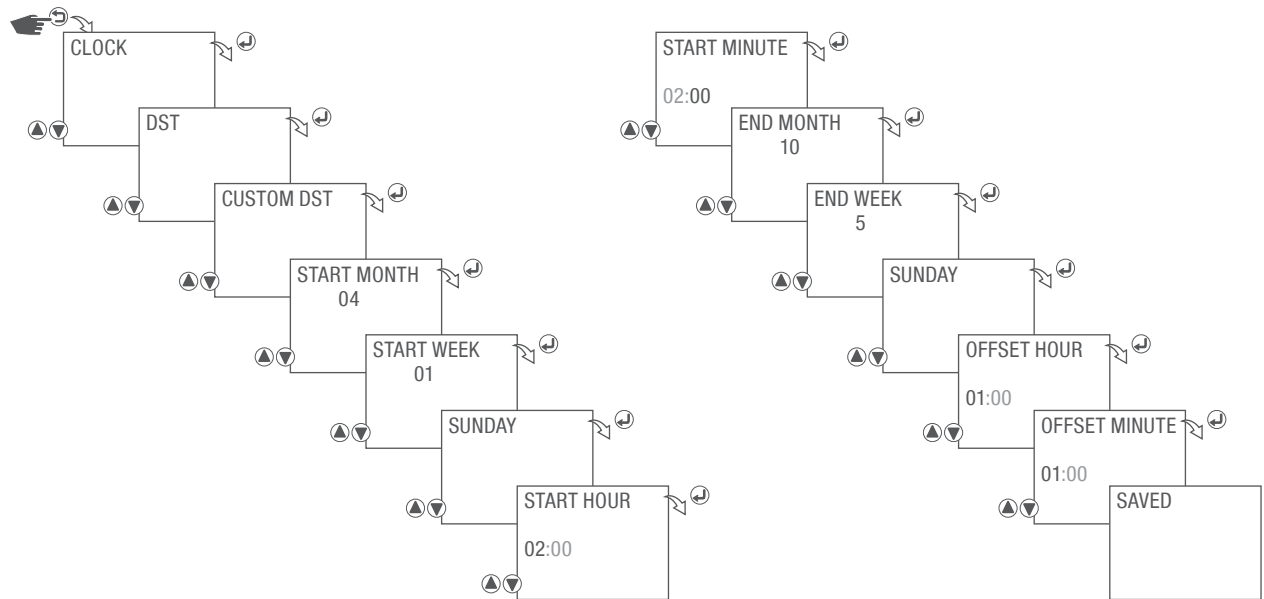 CLOCK
DST
CUSTOM DST
START MONTH
04
START WEEK
01
SUNDAY
START HOUR
02:00
START MINUTE
02:00
END MONTH
10
END WEEK
5
SUNDAY
OFFSET HOUR
01:00
OFFSET MINUTE
01:00
SAVED